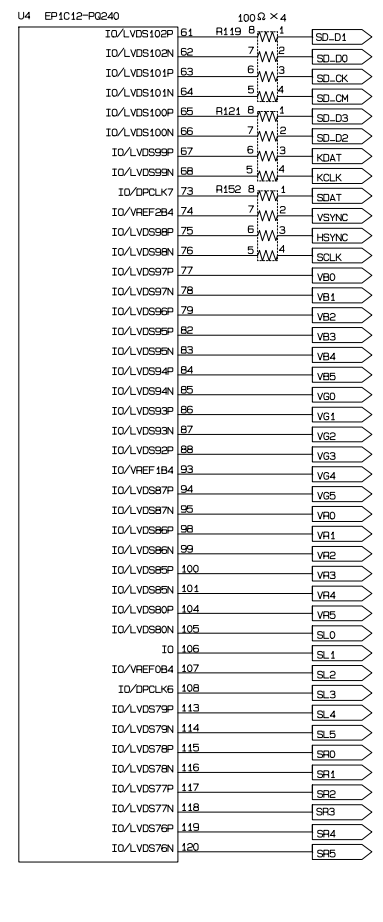 U4 EP1C12-PQ240 100Ω ×4
IO/LVDS102P 61 R119 8 1 SD_D1
IO/LVDS102N 62 7 2 SD_D0
IO/LVDS101P 63 6 3 SD_CK
IO/LVDS101N 64 5 4 SD_CM
IO/LVDS100P 65 R121 8 1 SD_D3
IO/LVDS100N 66 7 2 SD_D2
IO/LVDS99P 67 6 3 KDAT
IO/LVDS99N 68 5 4 KCLK
IO/DPCLK7 73 R152 8 1 SDAT
IO/VREF2B4 74 7 2 VSYNC
IO/LVDS98P 75 6 3 HSYNC
IO/LVDS98N 76 5 4 SCLK
IO/LVDS97P 77 VB0
IO/LVDS97N 78 VB1
IO/LVDS96P 79 VB2
IO/LVDS95P 82 VB3
IO/LVDS95N 83 VB4
IO/LVDS94P 84 VB5
IO/LVDS94N 85 VG0
IO/LVDS93P 86 VG1
IO/LVDS93N 87 VG2
IO/LVDS92P 88 VG3
IO/VREF1B4 93 VG4
IO/LVDS87P 94 VG5
IO/LVDS87N 95 VR0
IO/LVDS86P 98 VR1
IO/LVDS86N 99 VR2
IO/LVDS85P 100 VR3
IO/LVDS85N 101 VR4
IO/LVDS80P 104 VR5
IO/LVDS80N 105 SL0
IO 106 SL1
IO/VREF0B4 107 SL2
IO/DPCLK6 108 SL3
IO/LVDS79P 113 SL4
IO/LVDS79N 114 SL5
IO/LVDS78P 115 SR0
IO/LVDS78N 116 SR1
IO/LVDS77P 117 SR2
IO/LVDS77N 118 SR3
IO/LVDS76P 119 SR4
IO/LVDS76N 120 SR5